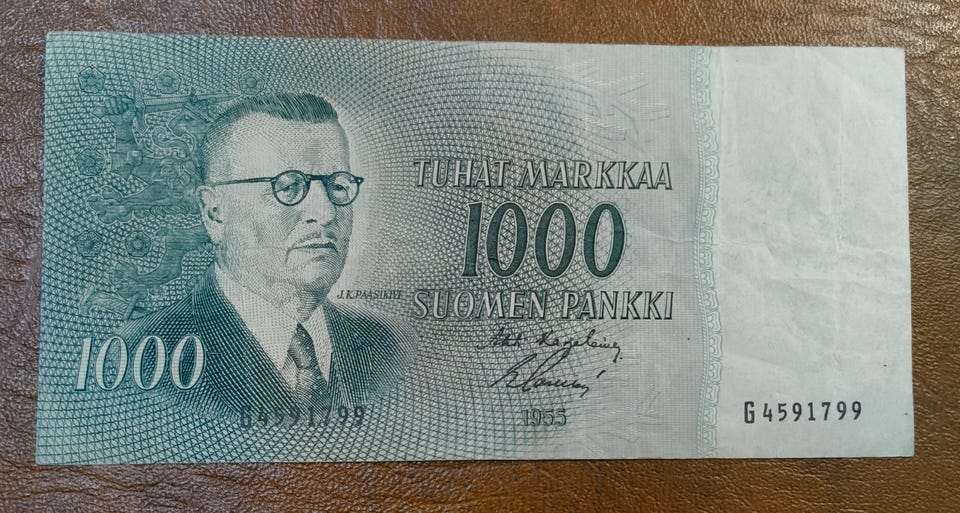 TUHAT MARKKAA
1000
J.K.PAASIKIVI
SUOMEN PANKKI
1000
1955
G4591799
G4591799